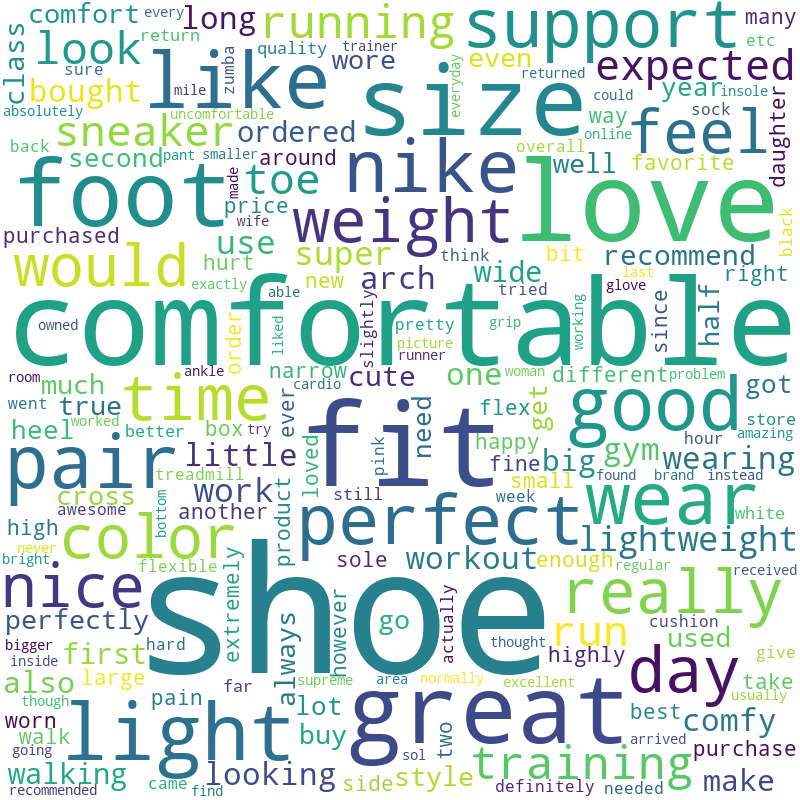 comfort every long running support many
return etc
look quality trainer wore even expected
class sure zumba like size returned
bought mile everyday year insole
absolutely uncomfortable could sock
sneaker ordered way feel daughter
back pant smaller overall online
second around nike well favorite
foot toe made love
price weight black
purchased wife
use super think bit recommend
would hurt arch wide right
exactly able new tried last glove
comfortable
owned liked slightly pretty grip working since half
order picture
runner
room ankle narrow cute one woman different problem
much cardio got
went time fit good
true ever need flex get store
heel worked better box try happy amazing
pair little loved pink gym hour
treadmill fine big wearing
cross work still small found brand instead
awesome another product week wear white
high color bottom perfect lightweight
never sole workout enough
bright flexible extremely regular received
nice shoe really
perfectly always however go actually cushion
bigger hard thought run used
inside first highly give
also large pain far supreme area normally excellent day take
though light great usually
worn lot two best comfy
walk buy arrived
going looking sol training purchase
walking came side style make
recommended find definitely needed